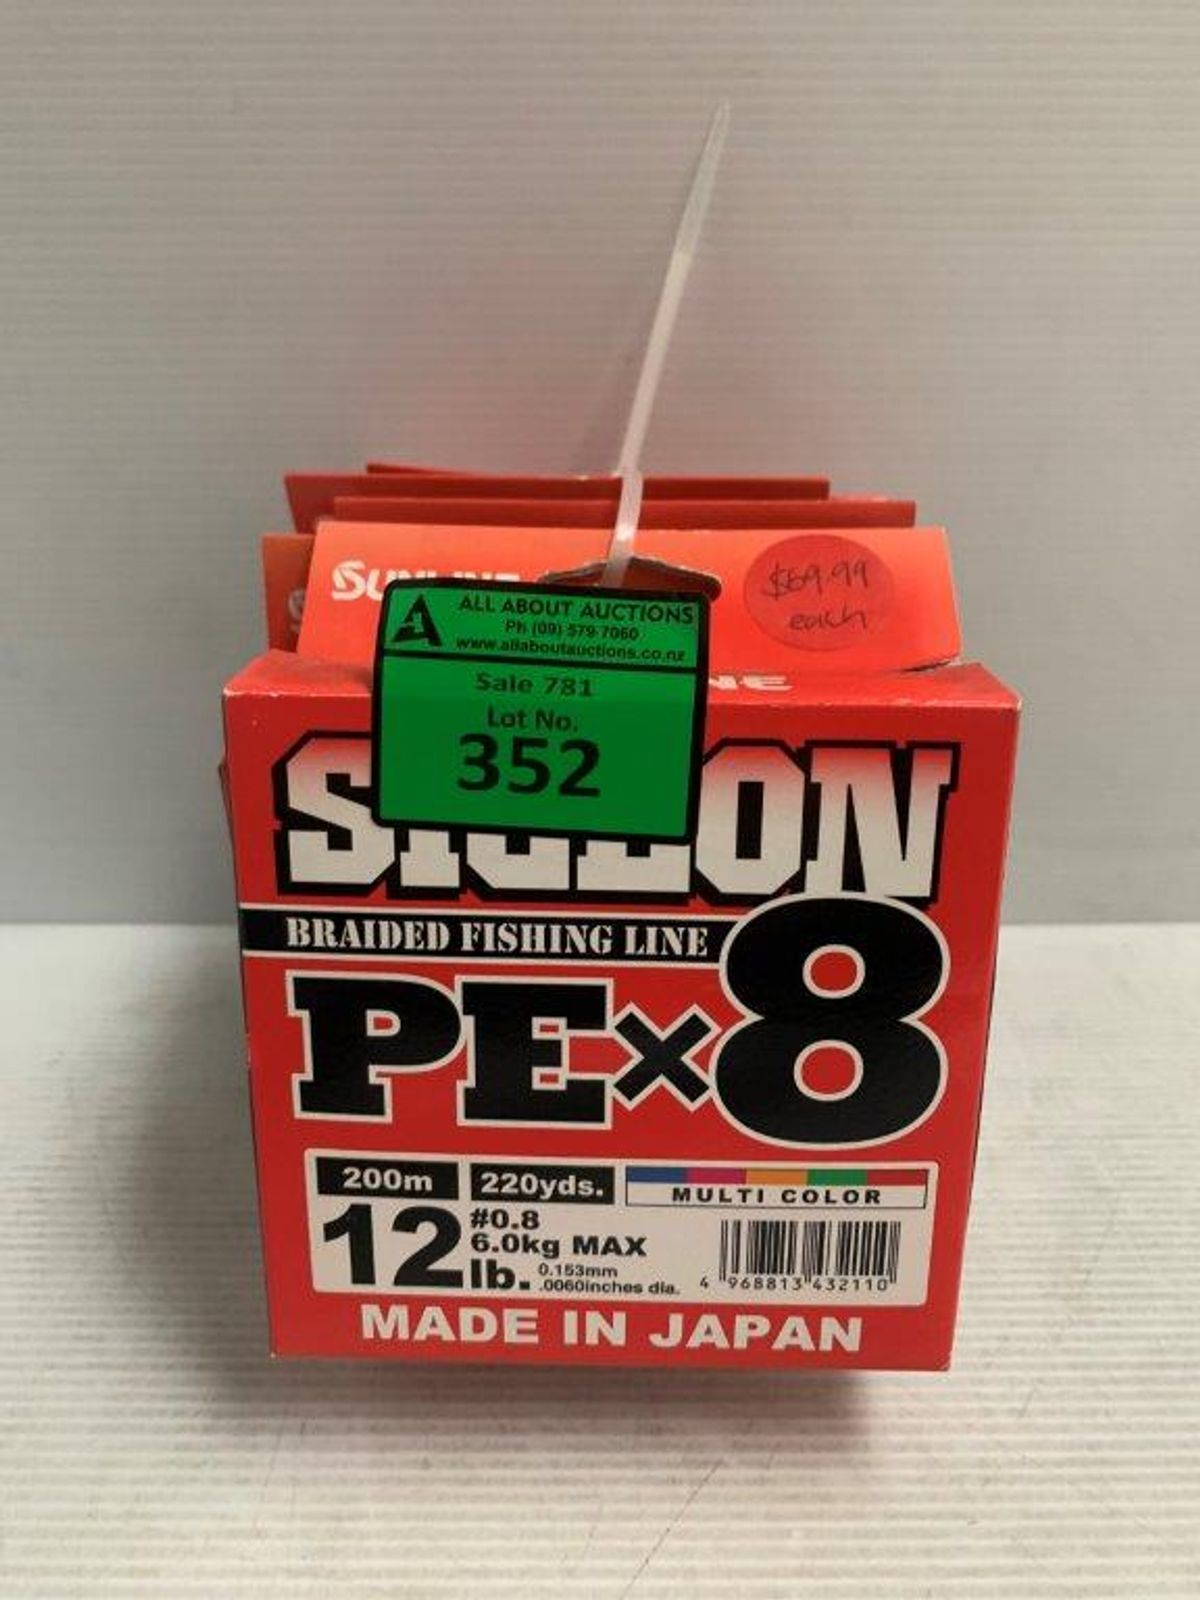 $69.99
each
ALL ABOUT AUCTIONS
Ph (09) 579-7060
www.allaboutauctions.co.nz
Sale 781
Lot No.
352
BRAIDED FISHING LINE
PE×8
200m
220yds.
MULTI COLOR
12lb.
#0.8
6.0kg MAX
0.153mm
.0060inches dia.
4 968813 432110
MADE IN JAPAN